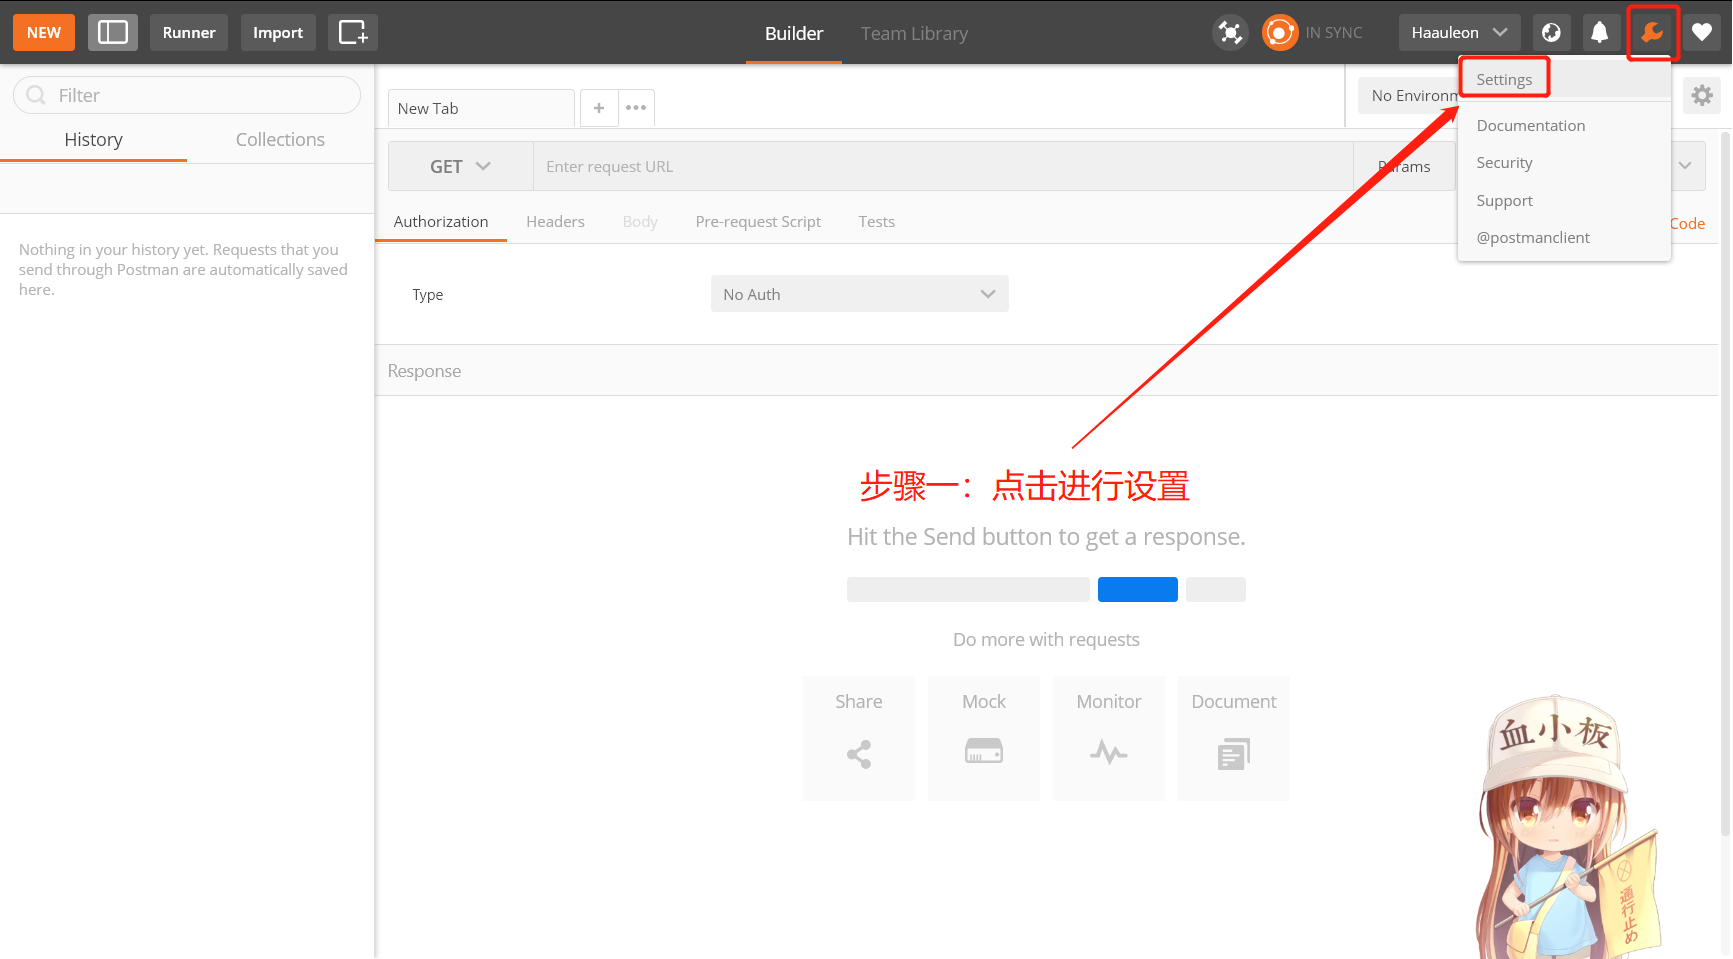 NEW
Runner
Import
Builder
Team Library
IN SYNC
Haauleon
Filter
History
Collections
Nothing in your history yet. Requests that you
send through Postman are automatically saved
here.
New Tab
No Environm
Settings
Documentation
Security
Support
@postmanclient
GET
Enter request URL
Params
Authorization
Headers
Body
Pre-request Script
Tests
Code
Type
No Auth
Response
步骤一：点击进行设置
Hit the Send button to get a response.
Do more with requests
Share
Mock
Monitor
Document
血小板
通行止め